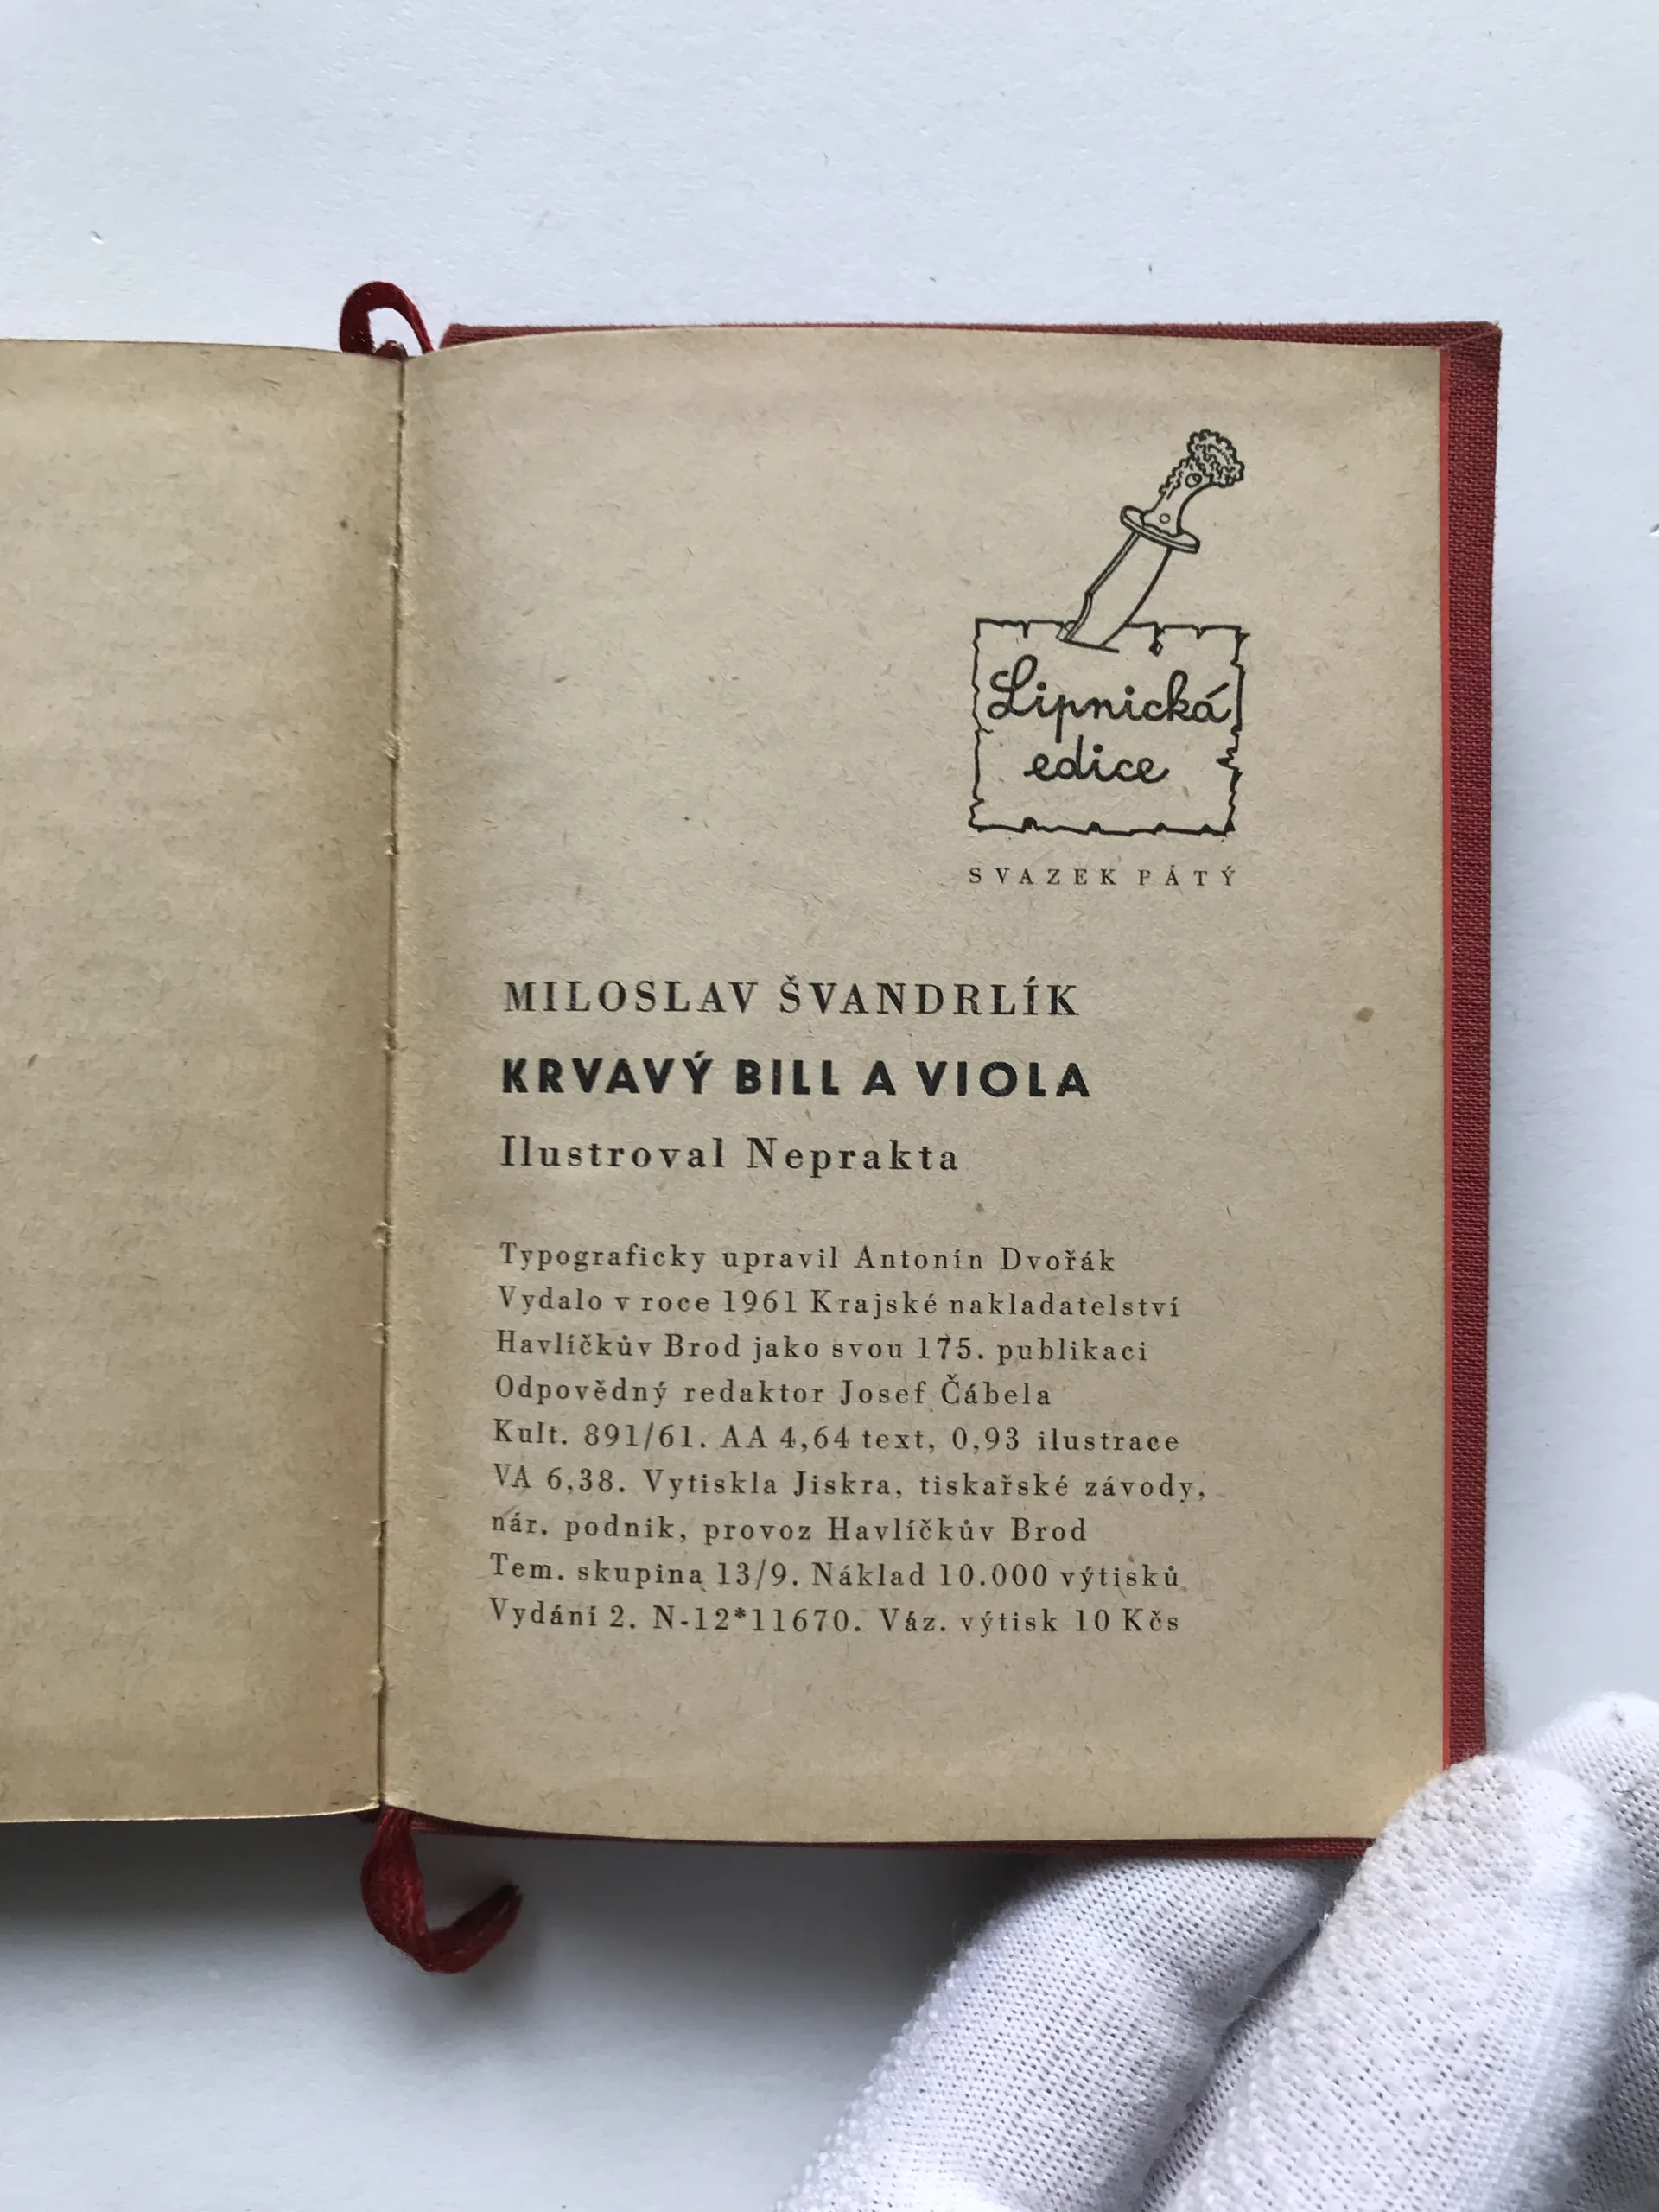 Lipnická
edice
SVAZEK PÁTÝ
MILOSLAV ŠVANDRLÍK
KRVAVÝ BILL A VIOLA
Ilustroval Neprakta
Typograficky upravil Antonín Dvořák
Vydalo v roce 1961 Krajské nakladatelství
Havlíčkův Brod jako svou 175. publikaci
Odpovědný redaktor Josef Čábela
Kult. 891/61. AA 4,64 text, 0,93 ilustrace
VA 6,38. Vytiskla Jiskra, tiskařské závody,
nár. podnik, provoz Havlíčkův Brod
Tem. skupina 13/9. Náklad 10.000 výtisků
Vydání 2. N-12*11670. Váz. výtisk 10 Kčs